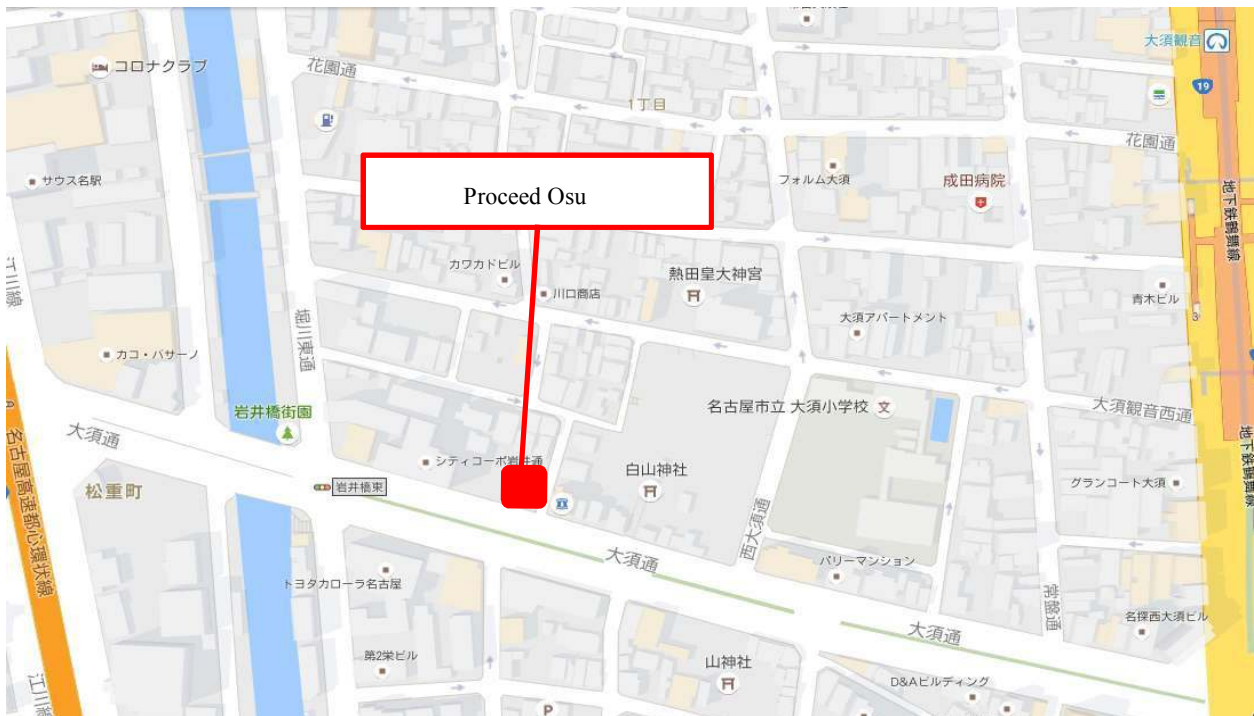 大須観音
コロナクラブ
花園通
19
1丁目
花園通
サウス名駅
フォルム大須
成田病院
Proceed Osu
地下鉄鶴舞線
江川線
カワカドビル
熱田皇大神宮
川口商店
青木ビル
大須アパートメント
3
堀川東通
カコ・バサーノ
名古屋市立 大須小学校
文
大須観音西通
岩井橋街園
大須通
名古屋高速都心環状線
地下鉄鶴舞線
シティコーポ岩井通
白山神社
松重町
岩井橋東
グランコート大須
西大須通
大須通
パリーマンション
トヨタカローラ名古屋
常盤通
名探西大須ビル
大須通
第2栄ビル
山神社
江川線
D&Aビルディング
P